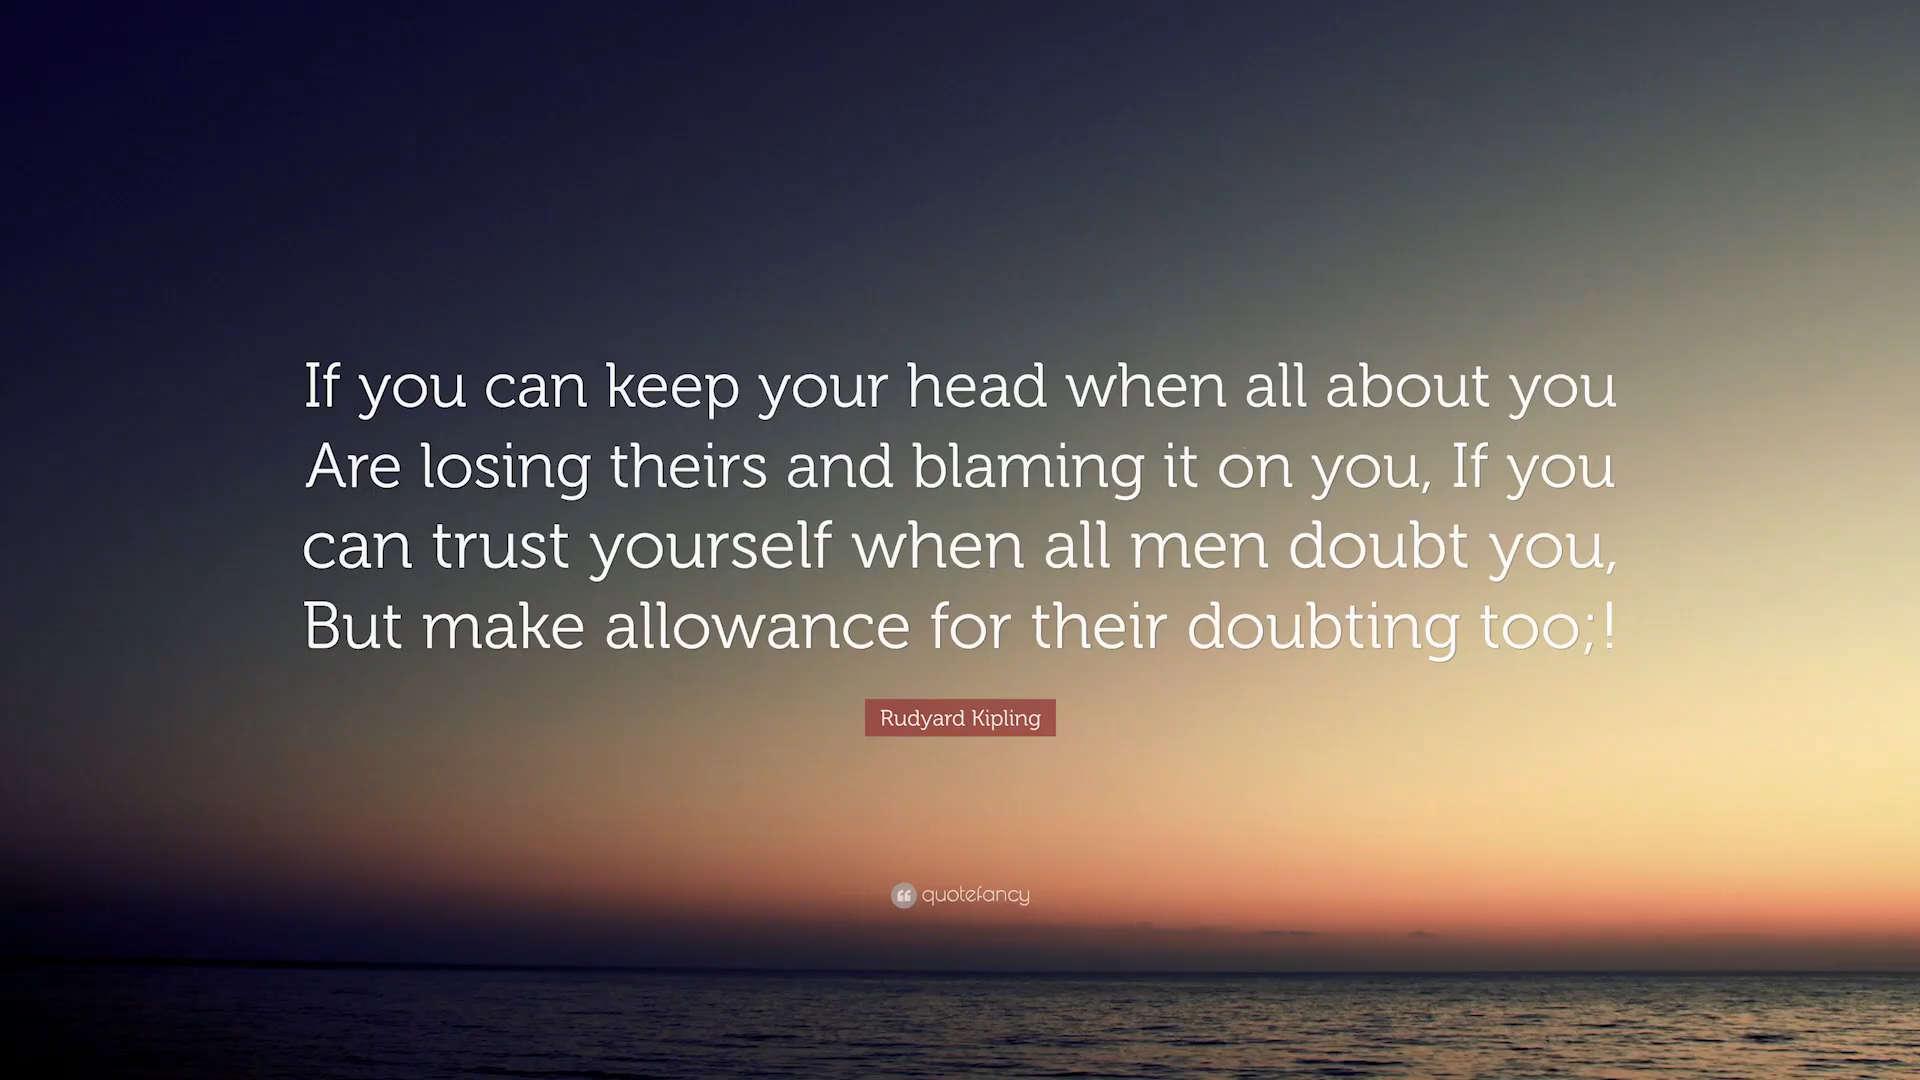 If you can keep your head when all about you
Are losing theirs and blaming it on you, If you
can trust yourself when all men doubt you,
But make allowance for their doubting too;!
Rudyard Kipling
quotefancy